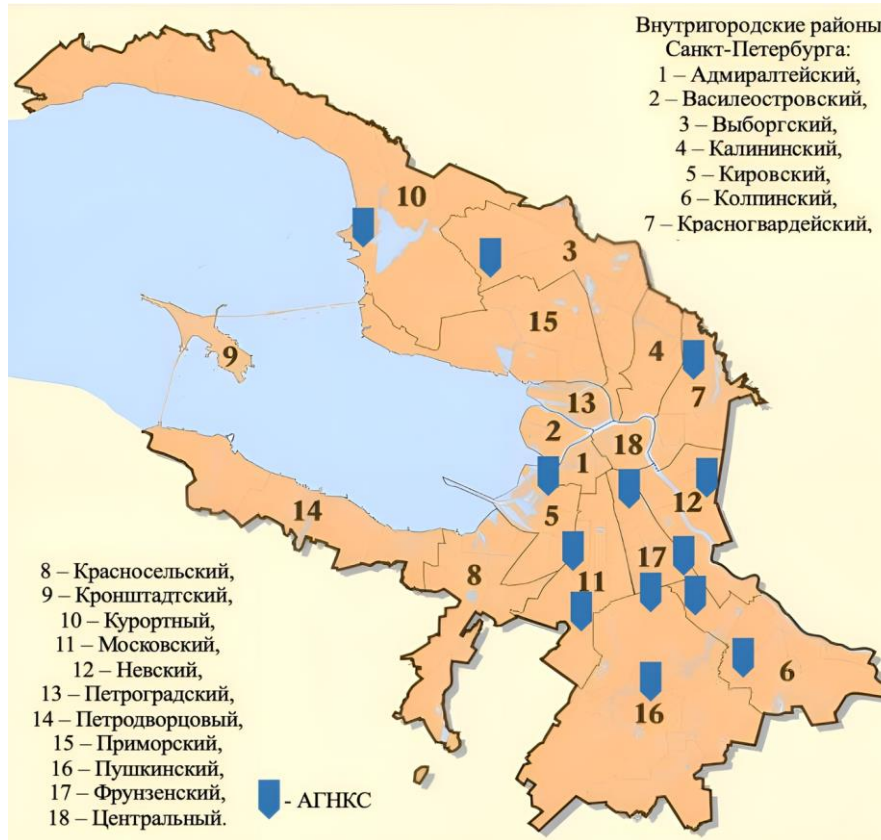 Внутригородские районы
Санкт-Петербурга:
1 – Адмиралтейский,
2 – Василеостровский,
3 – Выборгский,
4 – Калининский,
5 – Кировский,
6 – Колпинский,
7 – Красногвардейский,
10
3
15
4
9
7
13
2
18
1
12
5
14
17
8
11
6
16
8 – Красносельский,
9 – Кронштадтский,
10 – Курортный,
11 – Московский,
12 – Невский,
13 – Петроградский,
14 – Петродворцовый,
15 – Приморский,
16 – Пушкинский,
17 – Фрунзенский,
18 – Центральный.
- АГНКС